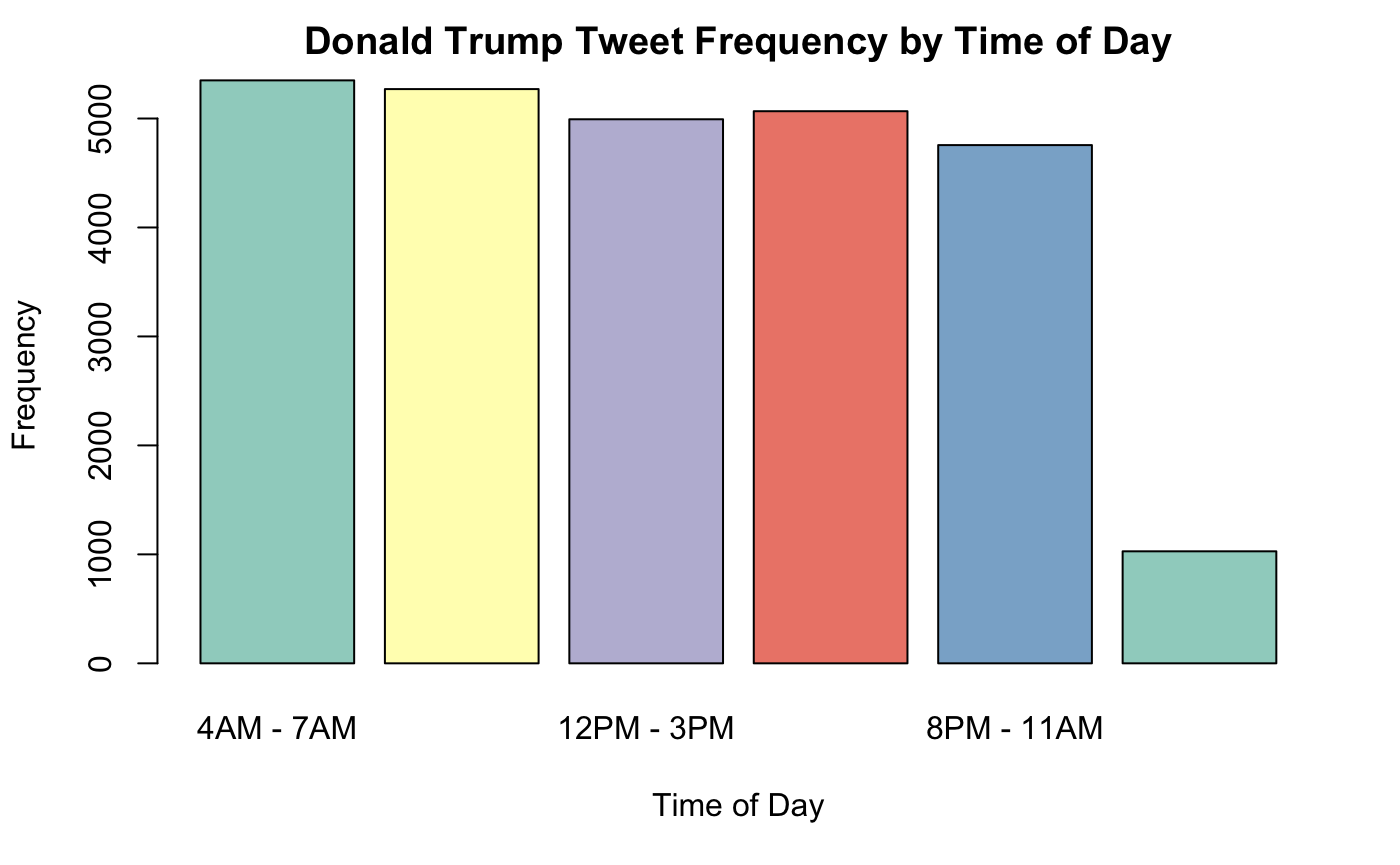 Donald Trump Tweet Frequency by Time of Day
Frequency
5000
4000
3000
2000
1000
0
4AM - 7AM 12PM - 3PM 8PM - 11AM
Time of Day